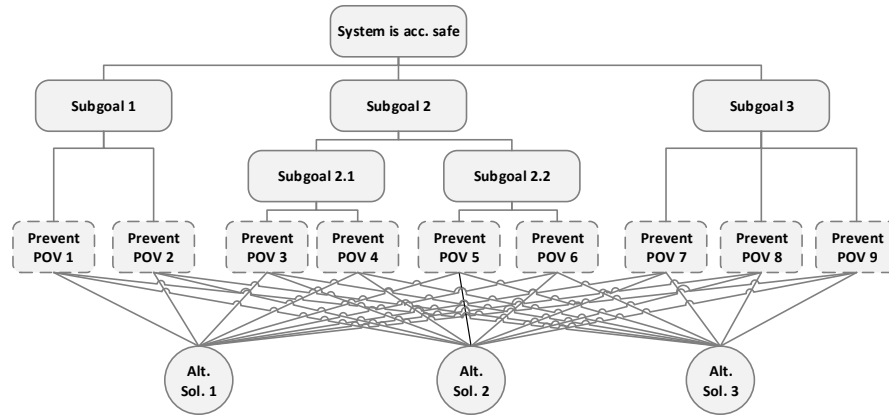 System is acc. safe
Subgoal 1
Subgoal 2
Subgoal 3
Subgoal 2.1
Subgoal 2.2
Prevent
POV 1
Prevent
POV 2
Prevent
POV 3
Prevent
POV 4
Prevent
POV 5
Prevent
POV 6
Prevent
POV 7
Prevent
POV 8
Prevent
POV 9
Alt.
Sol. 1
Alt.
Sol. 2
Alt.
Sol. 3